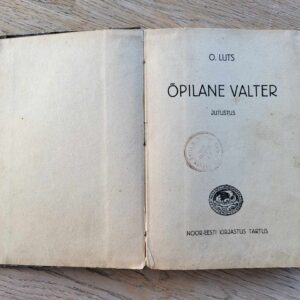 O. LUTS
ÕPILANE VALTER
JUTUSTUS
NOOR-EESTI KIRJASTUS TARTUS